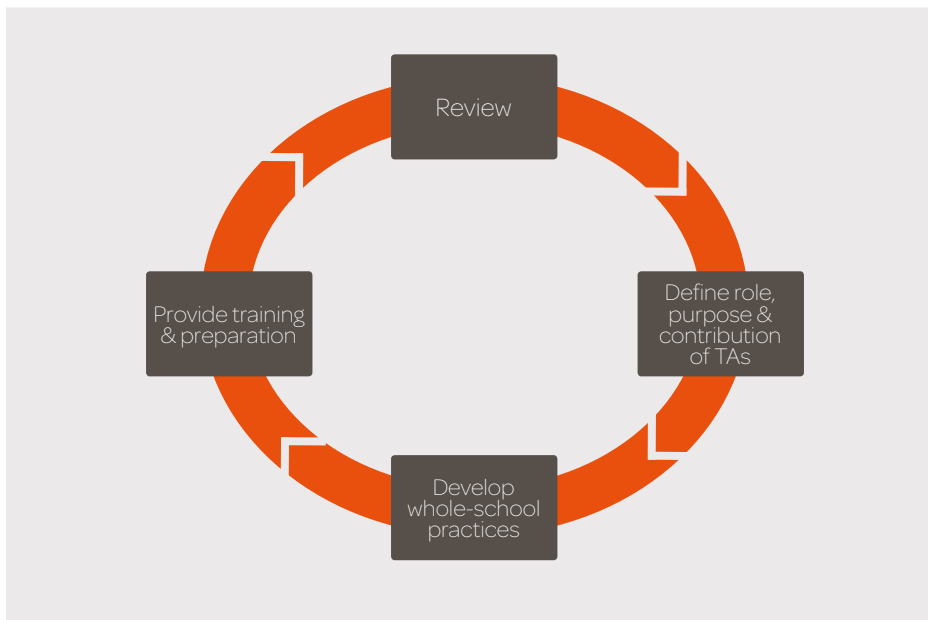 Review
Define role,
purpose &
contribution
of TAs
Develop
whole-school
practices
Provide training
& preparation